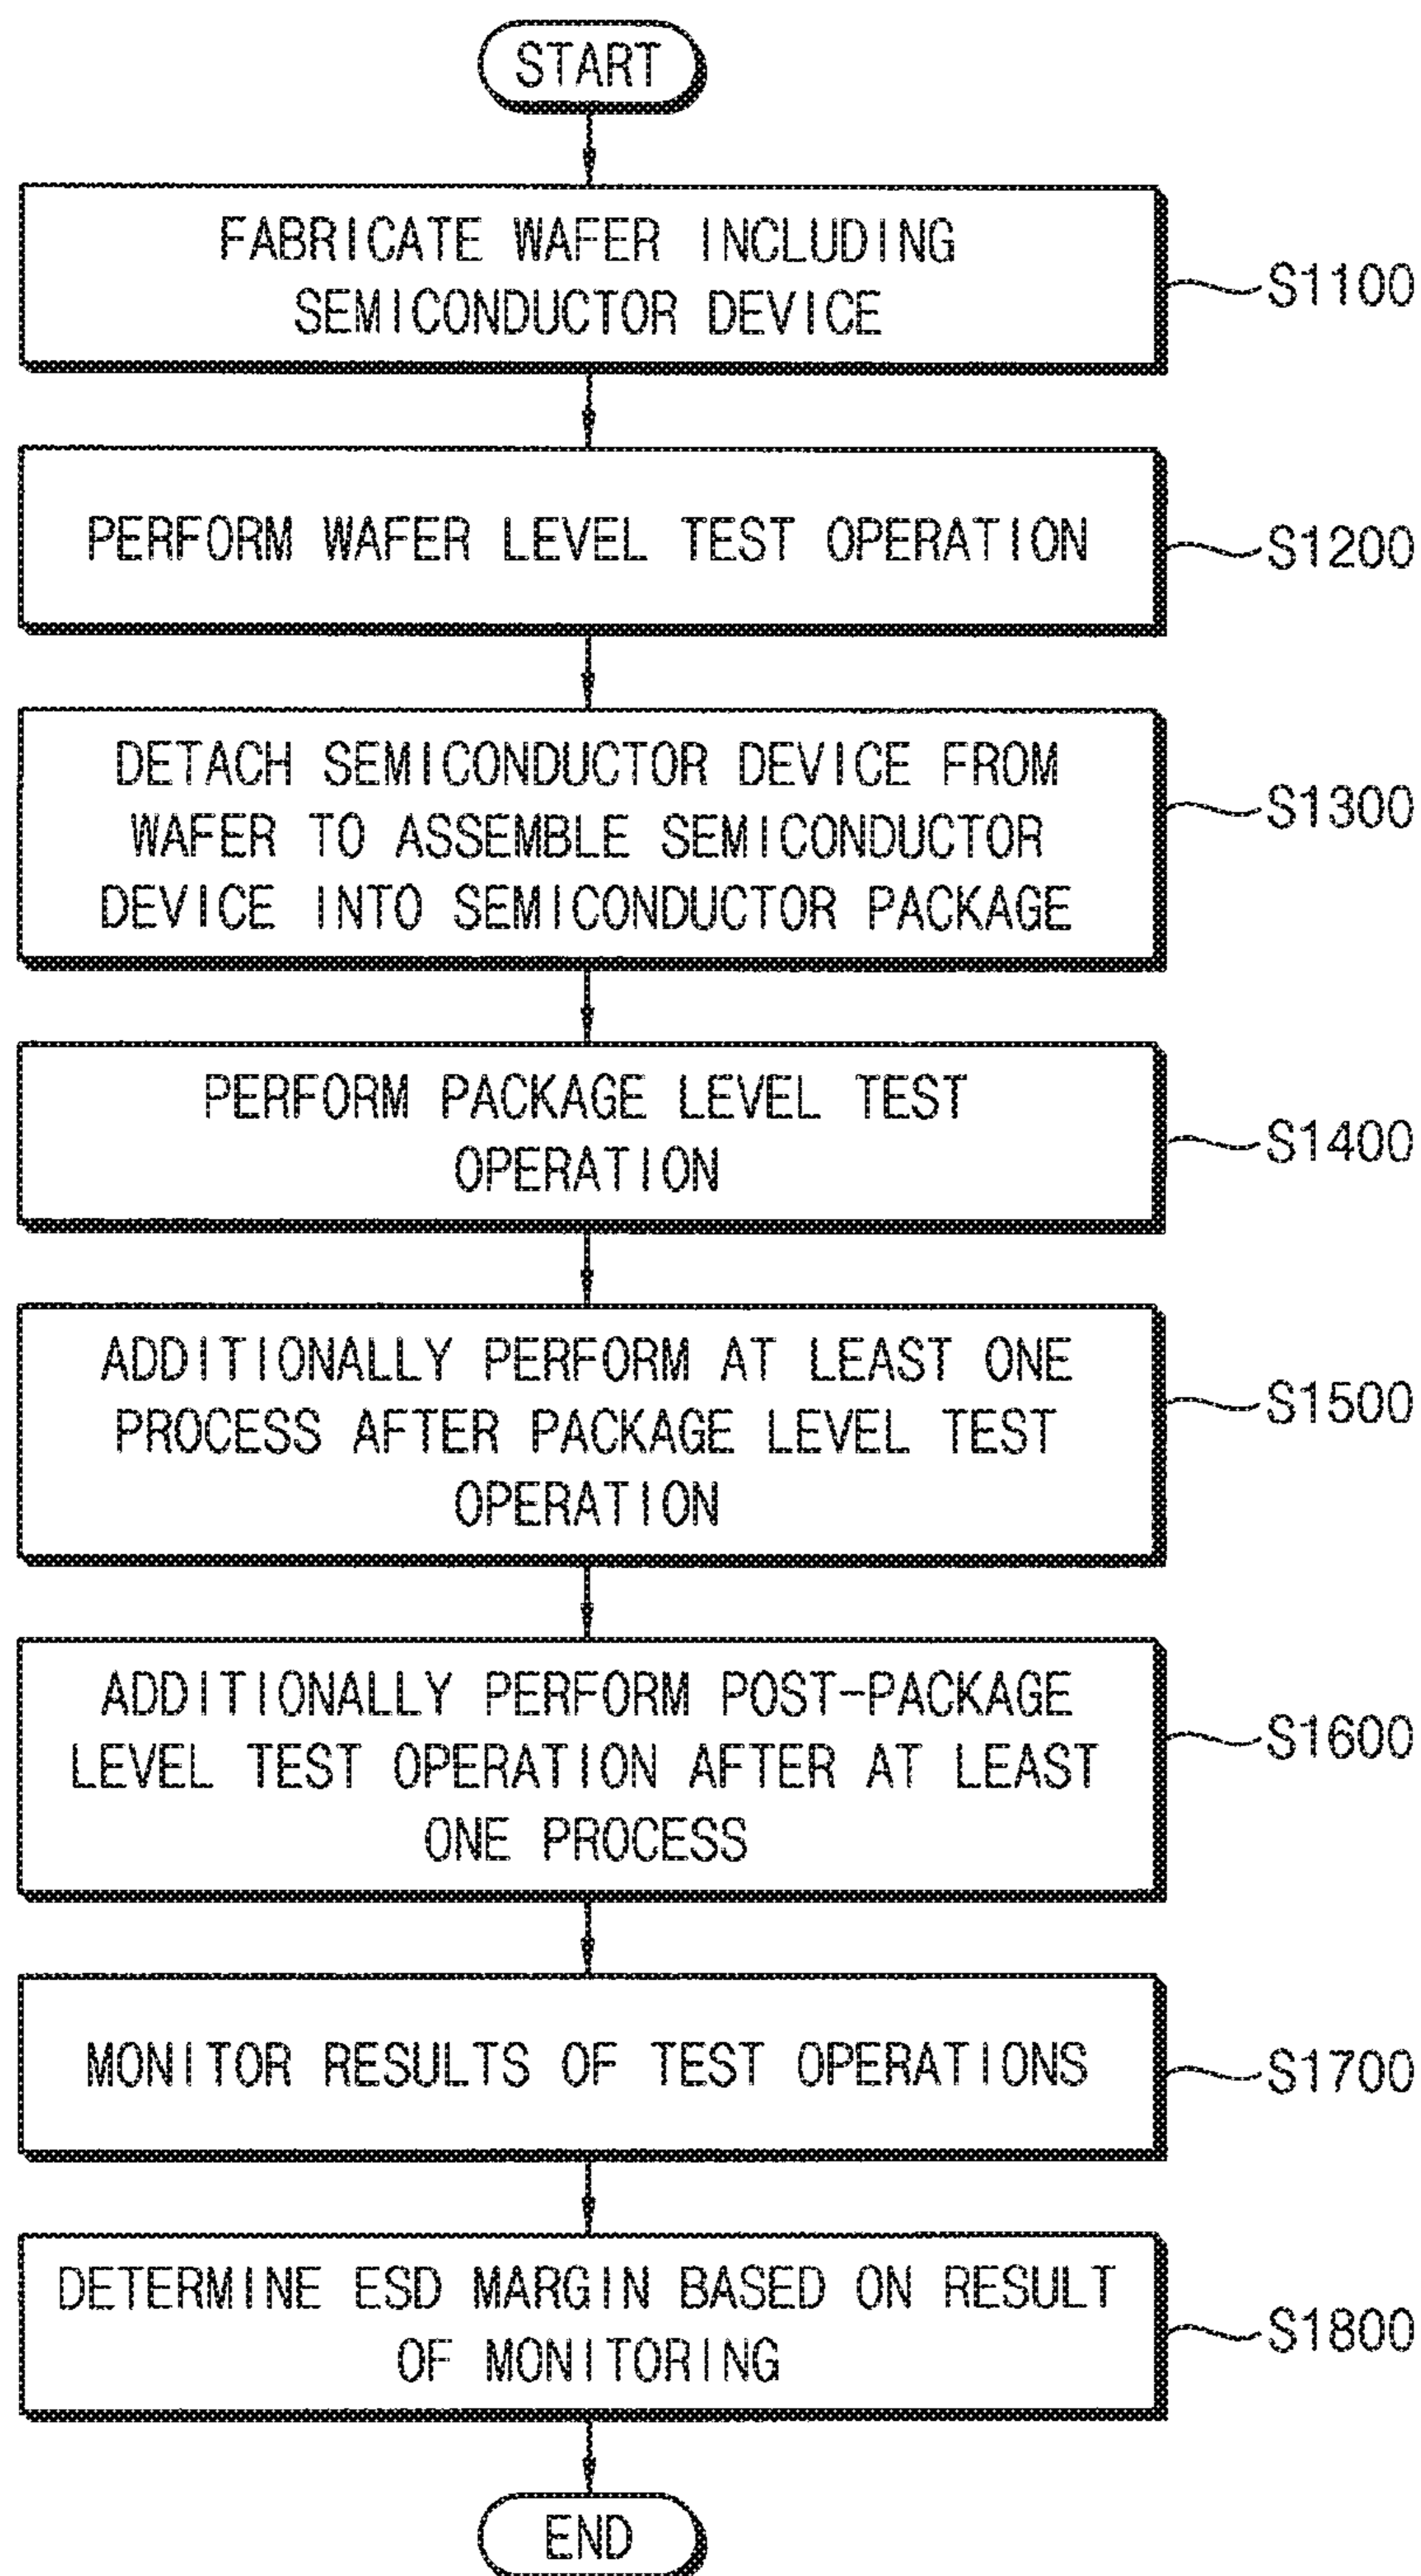 START
FABRICATE WAFER INCLUDING
SEMICONDUCTOR DEVICE
S1100
PERFORM WAFER LEVEL TEST OPERATION
S1200
DETACH SEMICONDUCTOR DEVICE FROM
WAFER TO ASSEMBLE SEMICONDUCTOR
DEVICE INTO SEMICONDUCTOR PACKAGE
S1300
PERFORM PACKAGE LEVEL TEST
OPERATION
S1400
ADDITIONALLY PERFORM AT LEAST ONE
PROCESS AFTER PACKAGE LEVEL TEST
OPERATION
S1500
ADDITIONALLY PERFORM POST-PACKAGE
LEVEL TEST OPERATION AFTER AT LEAST
ONE PROCESS
S1600
MONITOR RESULTS OF TEST OPERATIONS
S1700
DETERMINE ESD MARGIN BASED ON RESULT
OF MONITORING
S1800
END